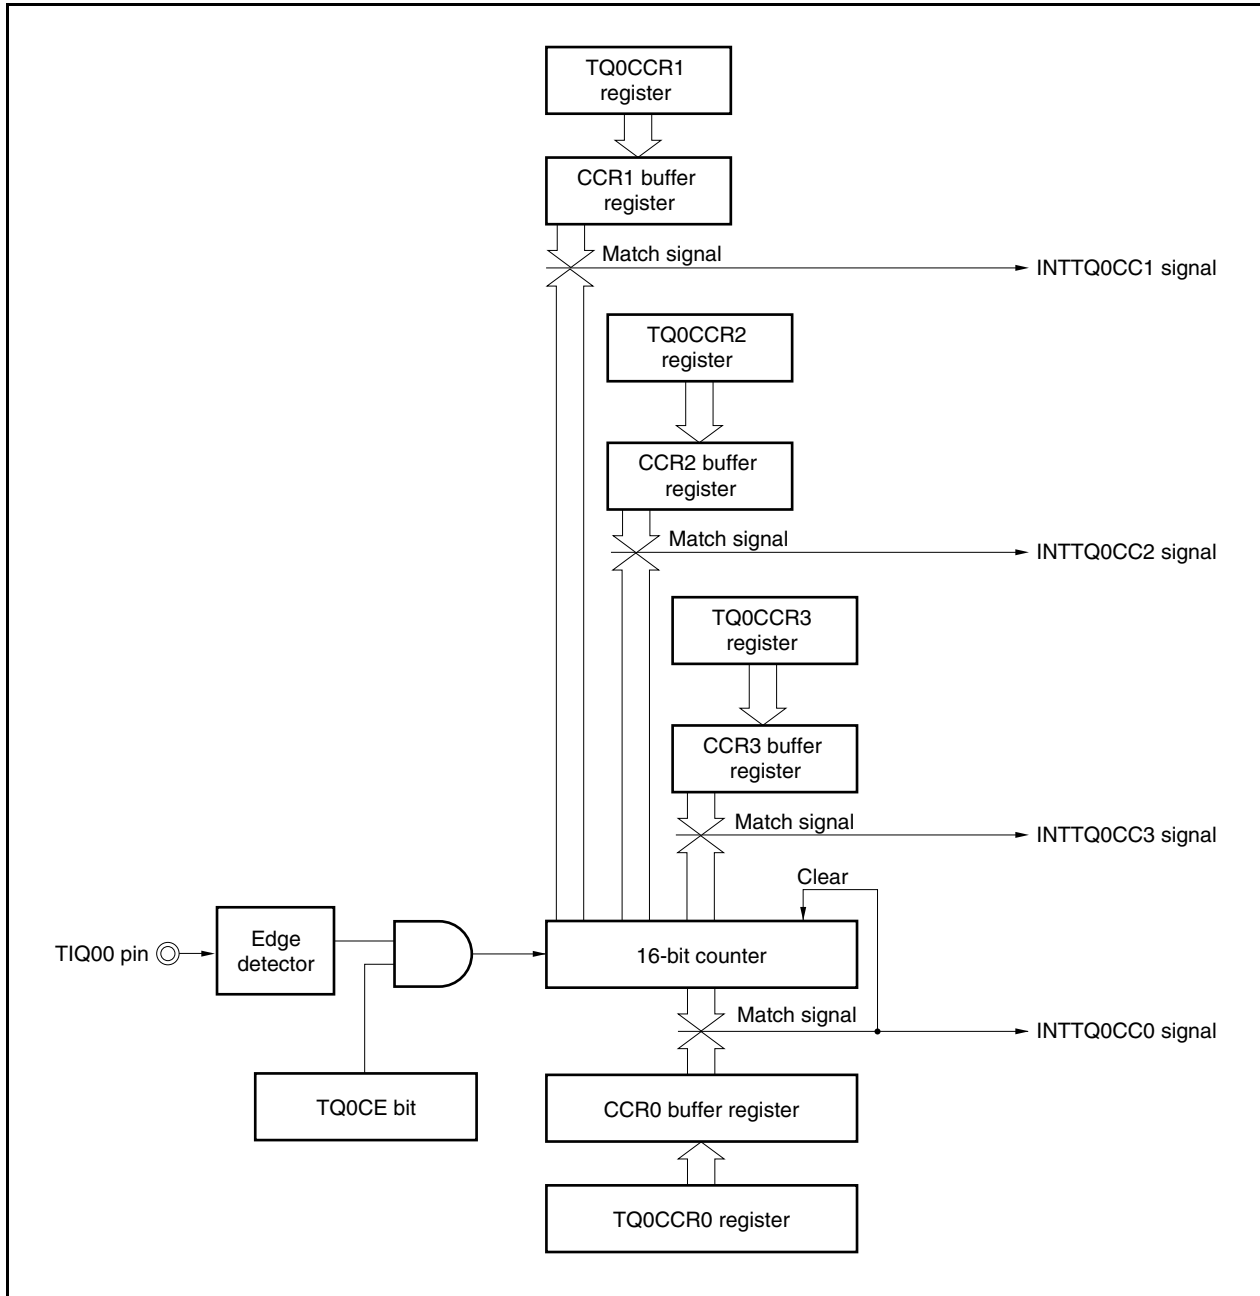 TQ0CCR1
register
CCR1 buffer
register
Match signal
INTTQ0CC1 signal
TQ0CCR2
register
CCR2 buffer
register
Match signal
INTTQ0CC2 signal
TQ0CCR3
register
CCR3 buffer
register
Match signal
INTTQ0CC3 signal
Clear
TIQ00 pin
Edge
detector
16-bit counter
Match signal
INTTQ0CC0 signal
TQ0CE bit
CCR0 buffer register
TQ0CCR0 register